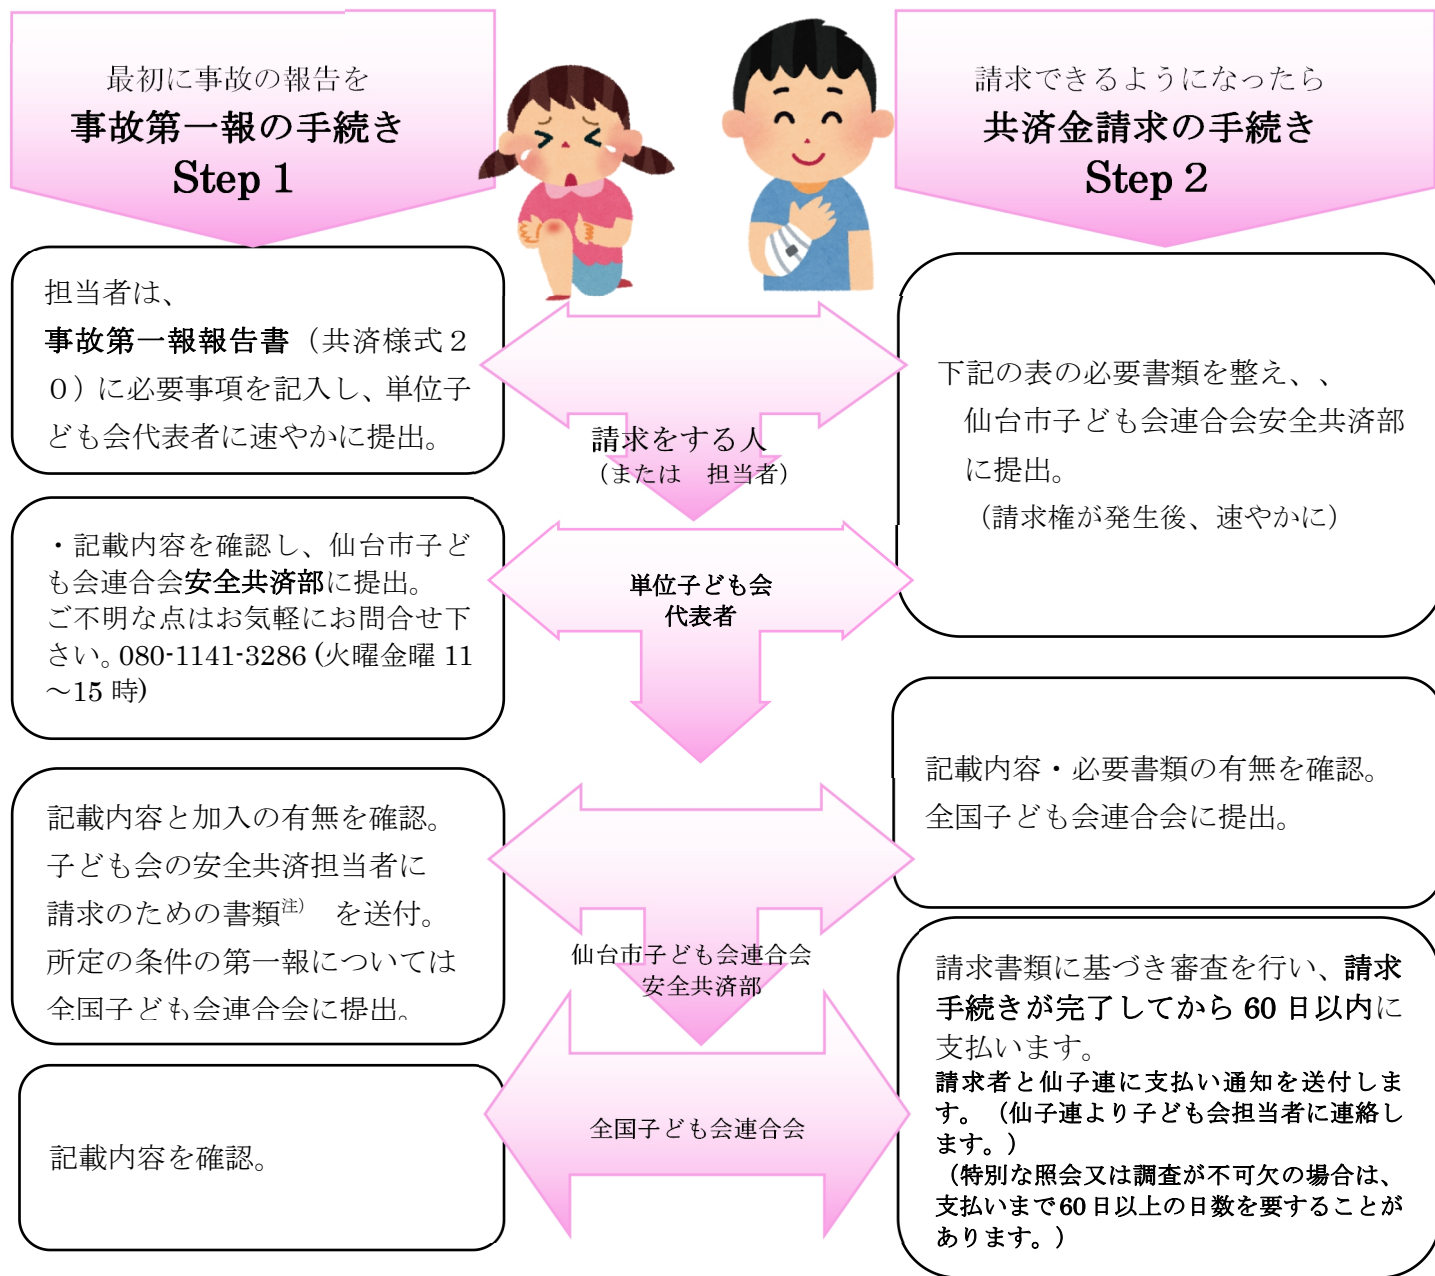 最初に事故の報告を
事故第一報の手続き
Step 1
請求できるようになったら
共済金請求の手続き
Step 2
担当者は、
事故第一報報告書（共済様式２
０）に必要事項を記入し、単位子
ども会代表者に速やかに提出。
請求をする人
（または　担当者）
下記の表の必要書類を整え、、
仙台市子ども会連合会安全共済部
に提出。
（請求権が発生後、速やかに）
・記載内容を確認し、仙台市子ど
も会連合会安全共済部に提出。
ご不明な点はお気軽にお問合せ下
さい。080-1141-3286 (火曜金曜 11
～15 時)
単位子ども会
代表者
記載内容と加入の有無を確認。
子ども会の安全共済担当者に
請求のための書類注）　を送付。
所定の条件の第一報については
全国子ども会連合会に提出。
仙台市子ども会連合会
安全共済部
記載内容・必要書類の有無を確認。
全国子ども会連合会に提出。
記載内容を確認。
全国子ども会連合会
請求書類に基づき審査を行い、請求
手続きが完了してから 60 日以内に
支払います。
請求者と仙子連に支払い通知を送付しま
す。（仙子連より子ども会担当者に連絡し
ます。）
（特別な照会又は調査が不可欠の場合は、
支払いまで 60 日以上の日数を要することが
あります。）